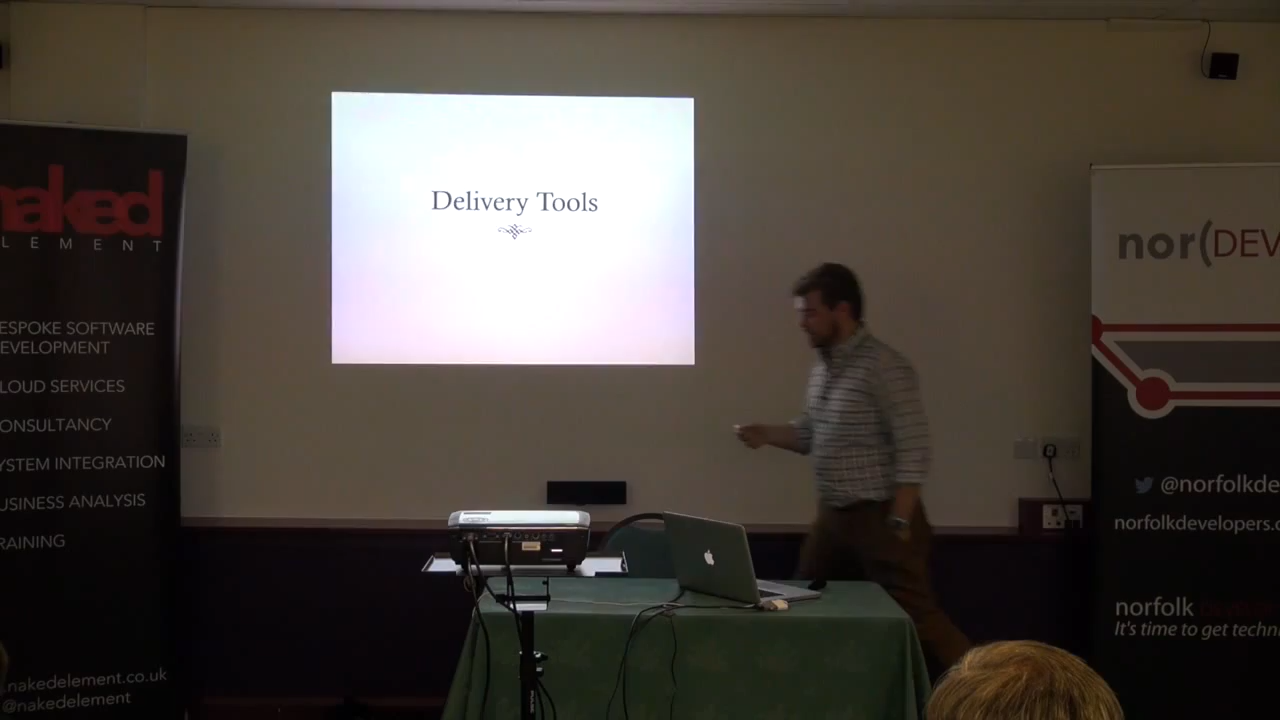 Delivery Tools
naked
LEMENT
ESPOKE SOFTWARE
EVELOPMENT
LOUD SERVICES
ONSULTANCY
YSTEM INTEGRATION
USINESS ANALYSIS
RAINING
.nakedelement.co.uk
@nakedelement
nor(DEV
@norfolkde
norfolkdevelopers.c
norfolk
It's time to get techn